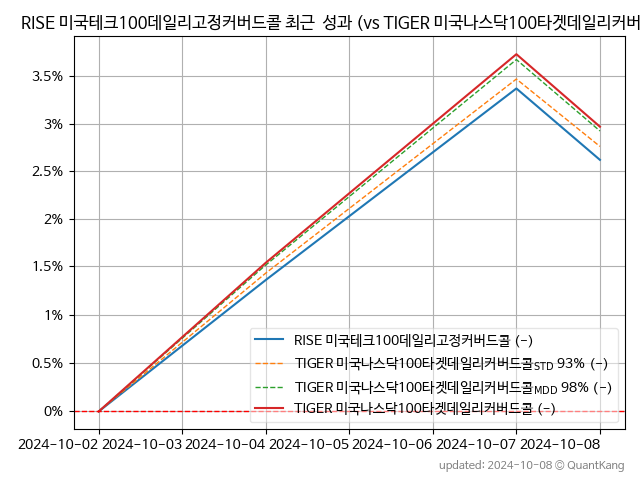 RISE 미국테크100데일리고정커버드콜 최근 성과 (vs TIGER 미국나스닥100타겟데일리커버
3.5%
3%
2.5%
2%
1.5%
1%
0.5%
0%
RISE 미국테크100데일리고정커버드콜 (-)
TIGER 미국나스닥100타겟데일리커버드콜STD 93% (-)
TIGER 미국나스닥100타겟데일리커버드콜MDD 98% (-)
TIGER 미국나스닥100타겟데일리커버드콜 (-)
2024-10-02 2024-10-03 2024-10-04 2024-10-05 2024-10-06 2024-10-07 2024-10-08
updated: 2024-10-08 © QuantKang